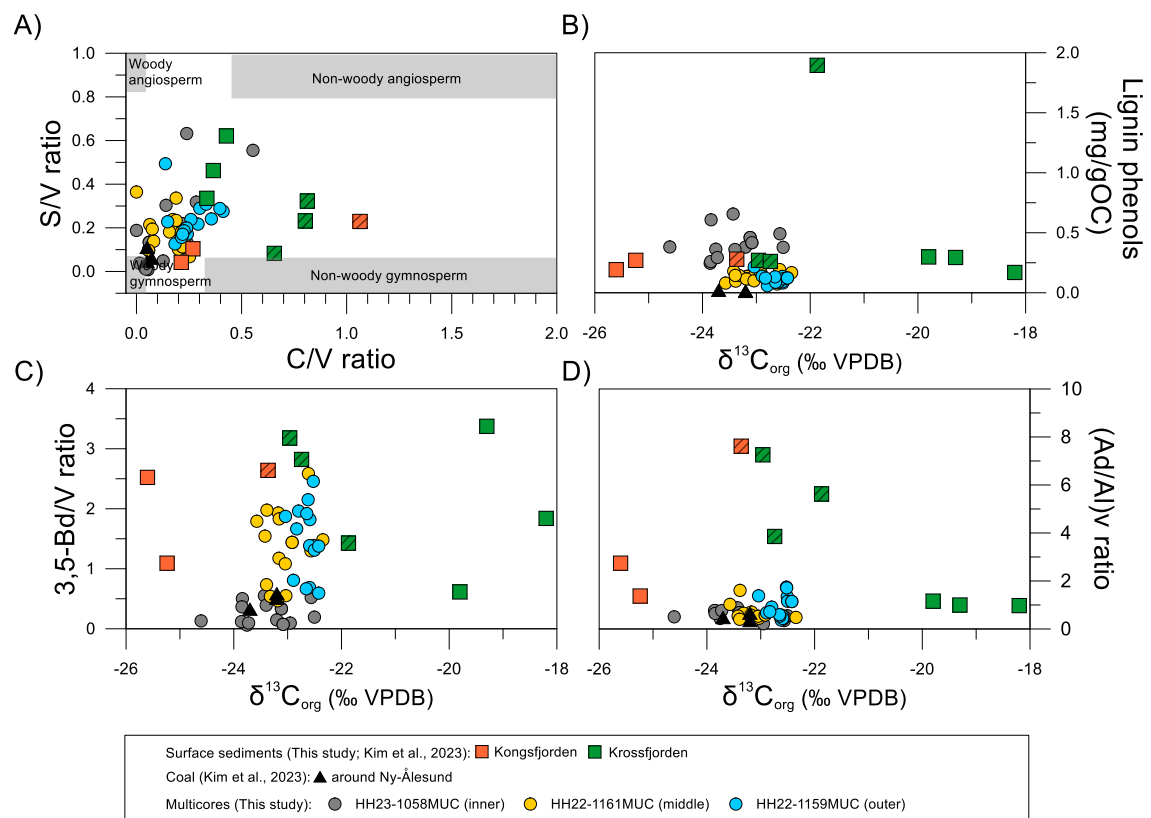 A)
B)
1.0
0.8
0.6
0.4
0.2
0.0
S/V ratio
Woody
angiosperm
Non-woody angiosperm
Woody
gymnosperm
Non-woody gymnosperm
0.0
0.5
1.0
1.5
2.0
C/V ratio
2.0
1.5
1.0
0.5
0.0
Lignin phenols
(mg/gOC)
-26
-24
-22
-20
-18
δ¹³Corg (‰ VPDB)
C)
D)
4
3
2
1
0
3,5-Bd/V ratio
-26
-24
-22
-20
-18
δ¹³Corg (‰ VPDB)
10
8
6
4
2
0
(Ad/Al)v ratio
-26
-24
-22
-20
-18
δ¹³Corg (‰ VPDB)
Surface sediments (This study; Kim et al., 2023): Kongsfjorden Krossfjorden
Coal (Kim et al., 2023): around Ny-Ålesund
Multicores (This study): HH23-1058MUC (inner) HH22-1161MUC (middle) HH22-1159MUC (outer)